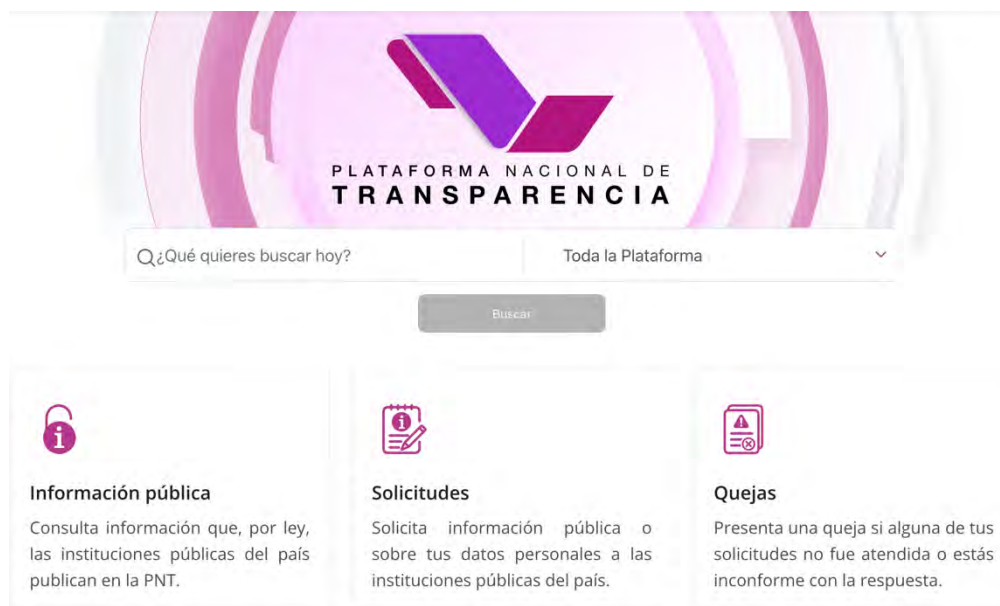 PLATAFORMA NACIONAL DE
TRANSPARENCIA
¿Qué quieres buscar hoy?
Toda la Plataforma
Buscar
Información pública
Consulta información que, por ley,
las instituciones públicas del país
publican en la PNT.
Solicitudes
Solicita información pública o
sobre tus datos personales a las
instituciones públicas del país.
Quejas
Presenta una queja si alguna de tus
solicitudes no fue atendida o estás
inconforme con la respuesta.